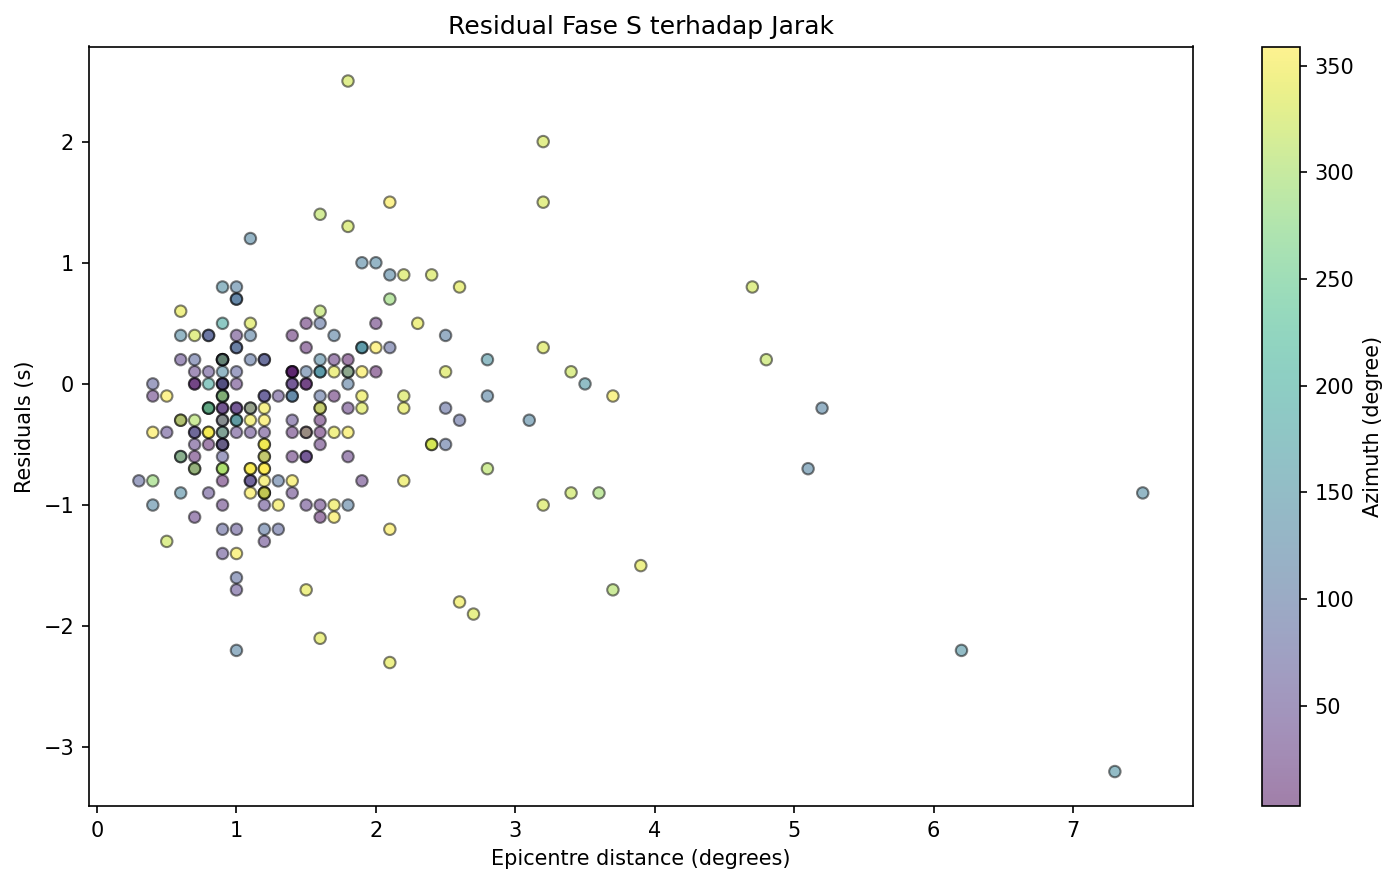 Residual Fase S terhadap Jarak
Residuals (s)
2
1
0
−1
−2
−3
0 1 2 3 4 5 6 7
Epicentre distance (degrees)
350
300
250
200
150
100
50
Azimuth (degree)